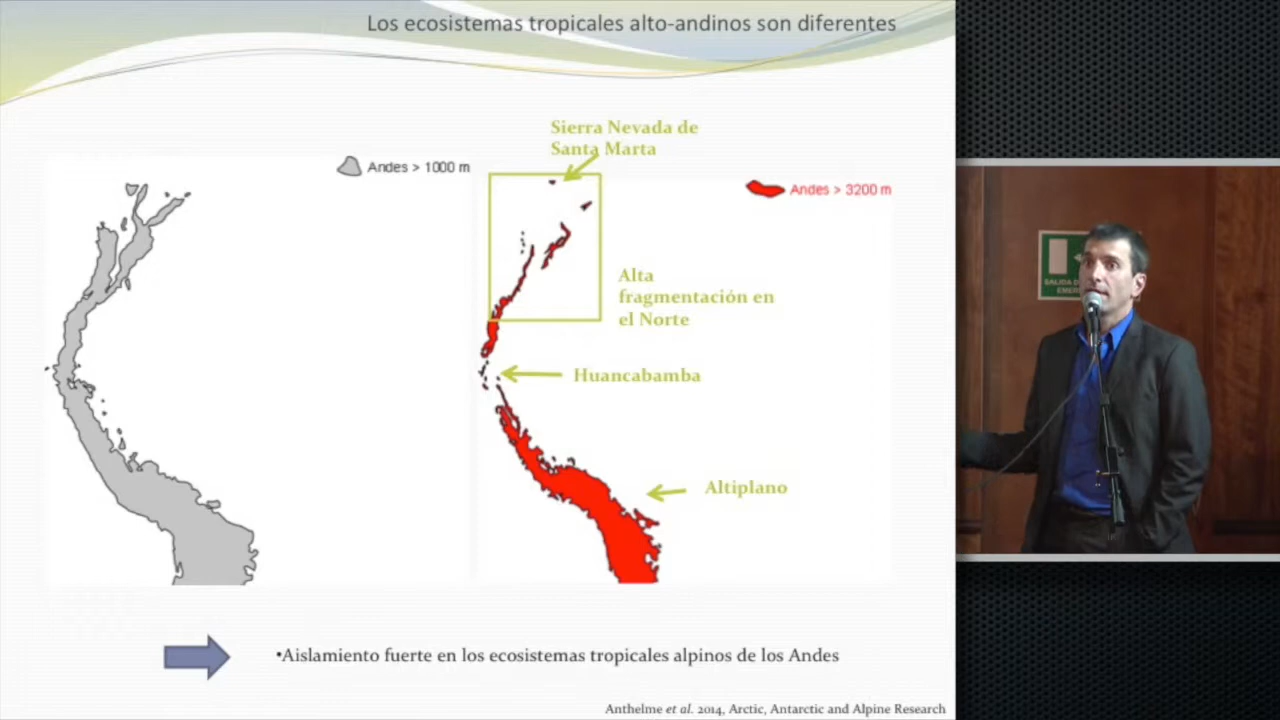 Los ecosistemas tropicales alto-andinos son diferentes
Sierra Nevada de
Santa Marta
Andes > 1000 m
Andes > 3200 m
Alta
fragmentación en
el Norte
Huancabamba
Altiplano
•Aislamiento fuerte en los ecosistemas tropicales alpinos de los Andes
Anthelme et al. 2014, Arctic, Antarctic and Alpine Research
SALIDA D
EMER